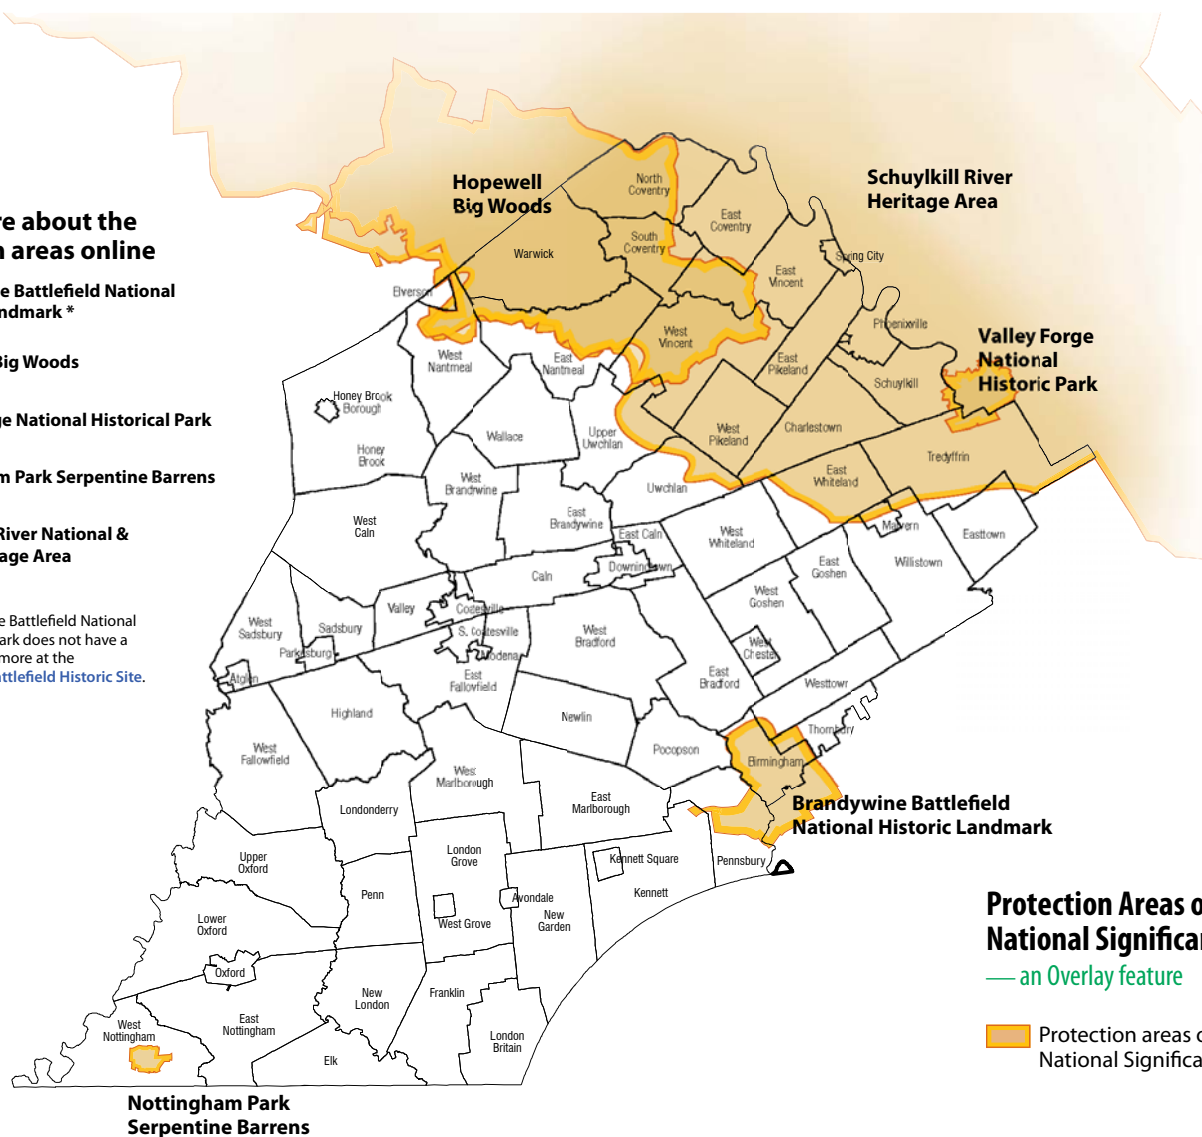 re about the
n areas online
e Battlefield National
ndmark *
Big Woods
ge National Historical Park
m Park Serpentine Barrens
River National &
age Area
e Battlefield National
ark does not have a
more at the
attlefield Historic Site.
Hopewell
Big Woods
Schuylkill River
Heritage Area
Valley Forge
National
Historic Park
Brandywine Battlefield
National Historic Landmark
Nottingham Park
Serpentine Barrens
North
Coventry
East
Coventry
South
Coventry
Warwick
Spring City
East
Vincent
Elverson
Phoenixville
West
Vincent
West
Nantmeal
East
Nantmeal
East
Pikeland
Schuylkill
Honey Brook
Borough
Honey
Brook
Wallace
Upper
Uwchlan
West
Pikeland
Charlestown
Tredyffrin
East
Whiteland
Uwchlan
West
Brandywine
East
Brandywine
West
Caln
East Caln
West
Whiteland
Malvern
Easttown
Willistown
East
Goshen
Downingtown
Caln
West
Goshen
Valley
Coatesville
West
Sadsbury
Sadsbury
Parkesburg
S. Coatesville
Modena
West
Bradford
West
Chester
Atglen
East
Fallowfield
East
Bradford
Westtown
Highland
Newlin
Thornbury
West
Fallowfield
Pocopson
Birmingham
West
Marlborough
East
Marlborough
Londonderry
London
Grove
Kennett Square
Pennsbury
Upper
Oxford
Penn
Avondale
Kennett
West Grove
New
Garden
Lower
Oxford
Oxford
New
London
Franklin
West
Nottingham
East
Nottingham
London
Britain
Elk
Protection Areas o
National Significa
— an Overlay feature
Protection areas o
National Significa